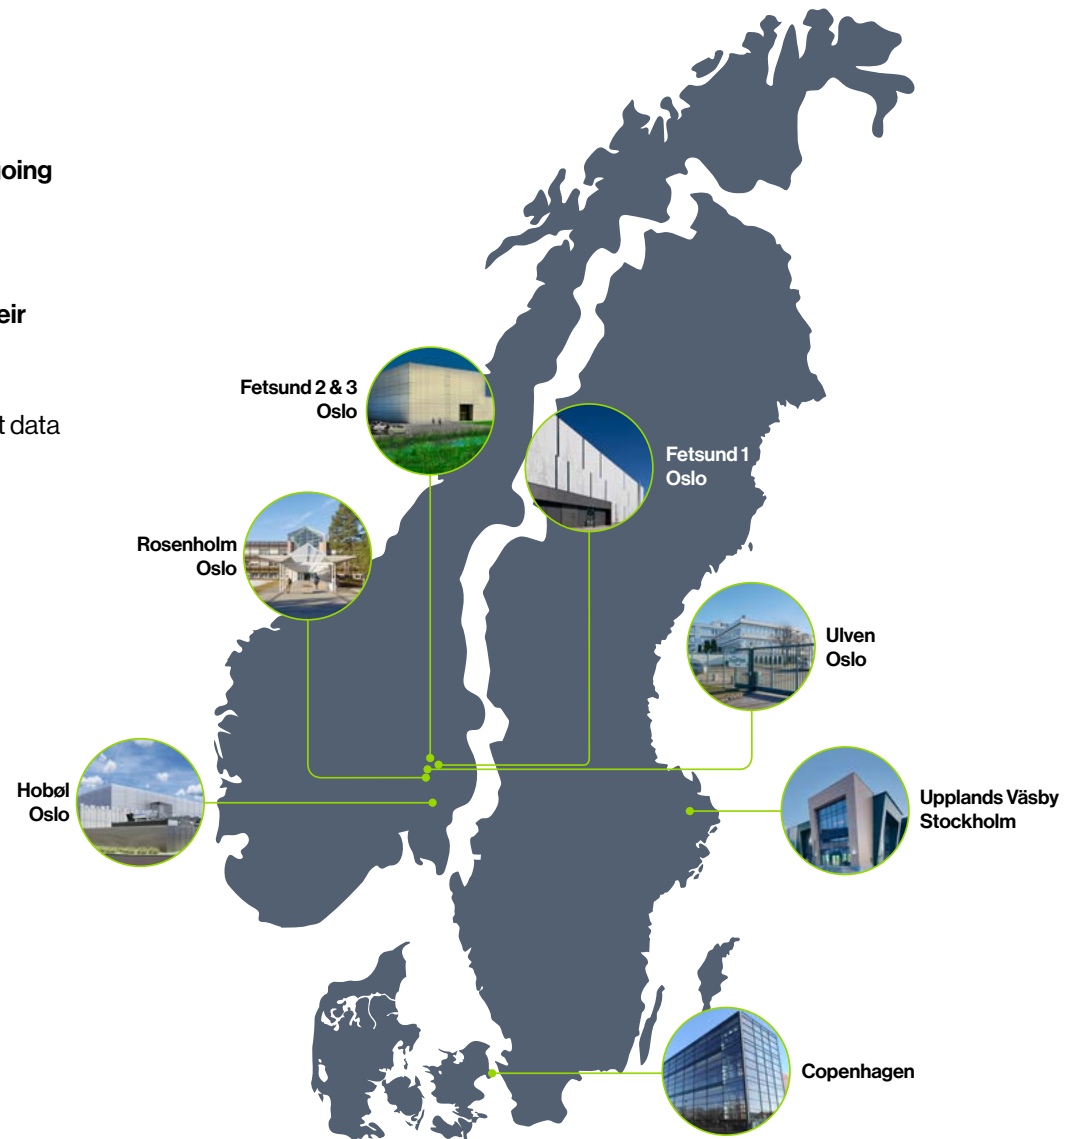 going
eir
t data
Fetsund 2 & 3
Oslo
Fetsund 1
Oslo
Rosenholm
Oslo
Ulven
Oslo
Hobøl
Oslo
Upplands Väsby
Stockholm
Copenhagen